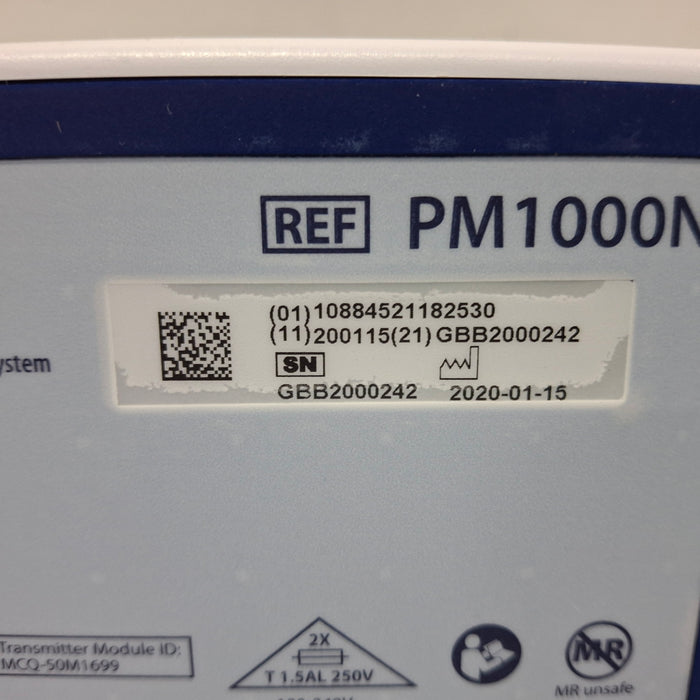 REF PM1000N
(01)10884521182530
(11)200115(21)GBB2000242
SN
GBB2000242 2020-01-15
ystem
Transmitter Module ID:
MCQ-50M1699
2X
T 1.5AL 250V
MR
MR unsafe